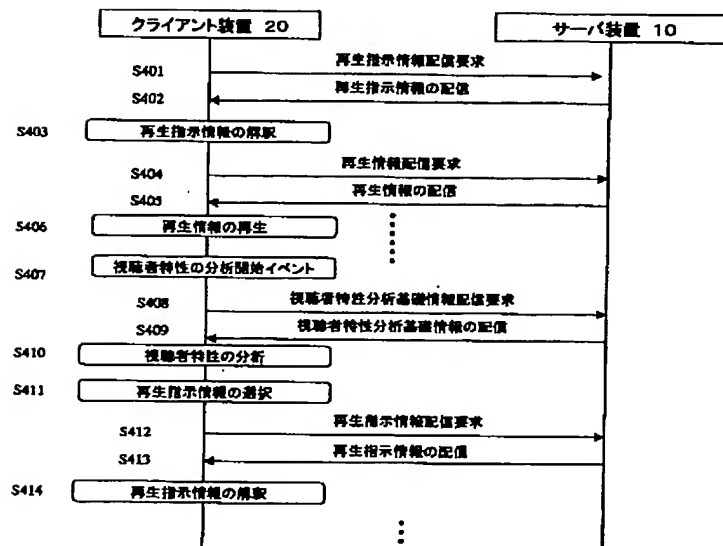 クライアント装置 20
サーバ装置 10
再生指示情報配信要求
S401
再生指示情報の配信
S402
S403
再生指示情報の解釈
再生情報配信要求
S404
再生情報の配信
S405
S406
再生情報の再生
S407
視聴者特性の分析開始イベント
S408
視聴者特性分析基礎情報配信要求
S409
視聴者特性分析基礎情報の配信
S410
視聴者特性の分析
S411
再生指示情報の選択
再生指示情報配信要求
S412
再生指示情報の配信
S413
S414
再生指示情報の解釈